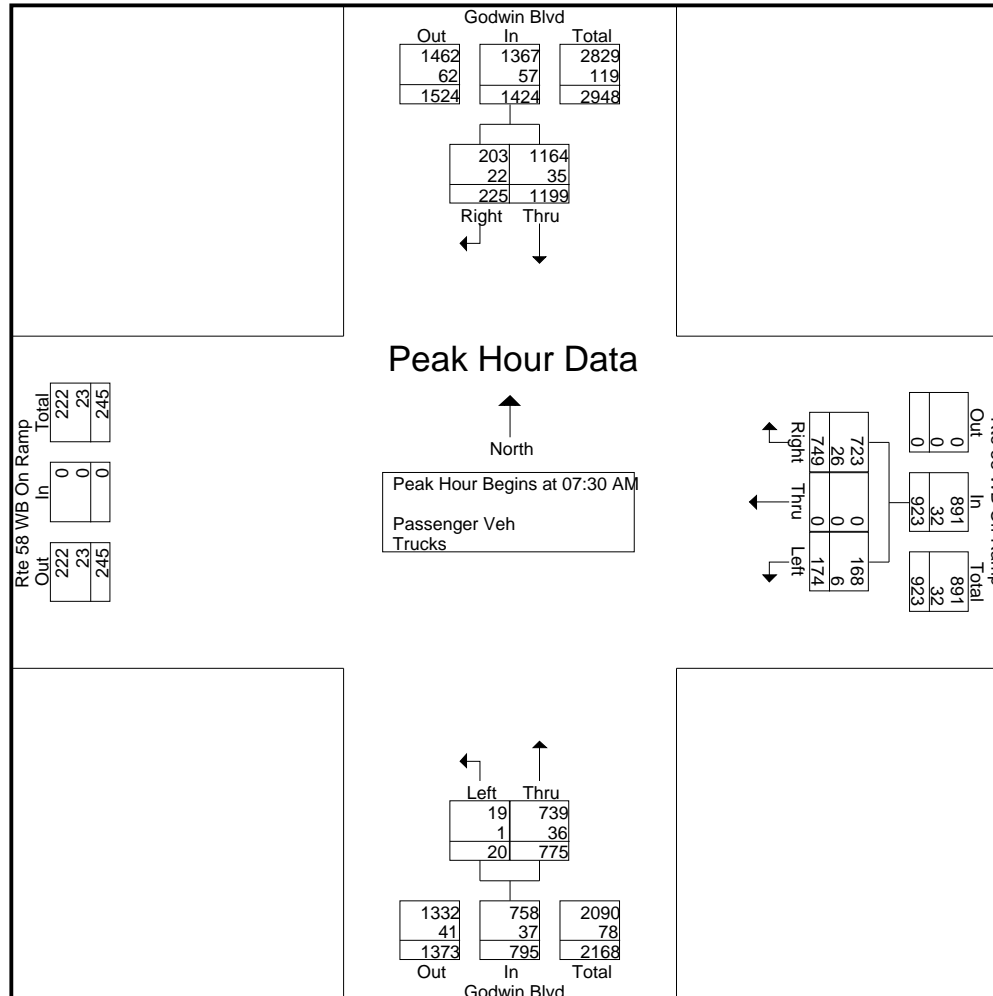 Godwin Blvd
Out In Total
1462 1367 2829
62 57 119
1524 1424 2948
203 1164
22 35
225 1199
Right Thru
Peak Hour Data
North
Peak Hour Begins at 07:30 AM
Passenger Veh
Trucks
Rte 58 WB On Ramp
Out In Total
222 0 222
23 0 23
245 0 245
Out In Total
0 891 891
0 32 32
0 923 923
723 0 168
26 0 6
749 0 174
Right Thru Left
Left Thru
19 739
1 36
20 775
1332 758 2090
41 37 78
1373 795 2168
Out In Total
Godwin Blvd